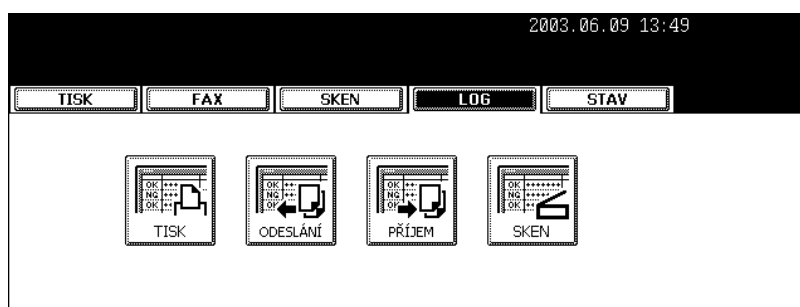 2003.06.09 13:49
TISK FAX SKEN LOG STAV
OK NG OK OK NG OK OK NG OK OK NG OK
TISK ODESLÁNÍ PŘÍJEM SKEN